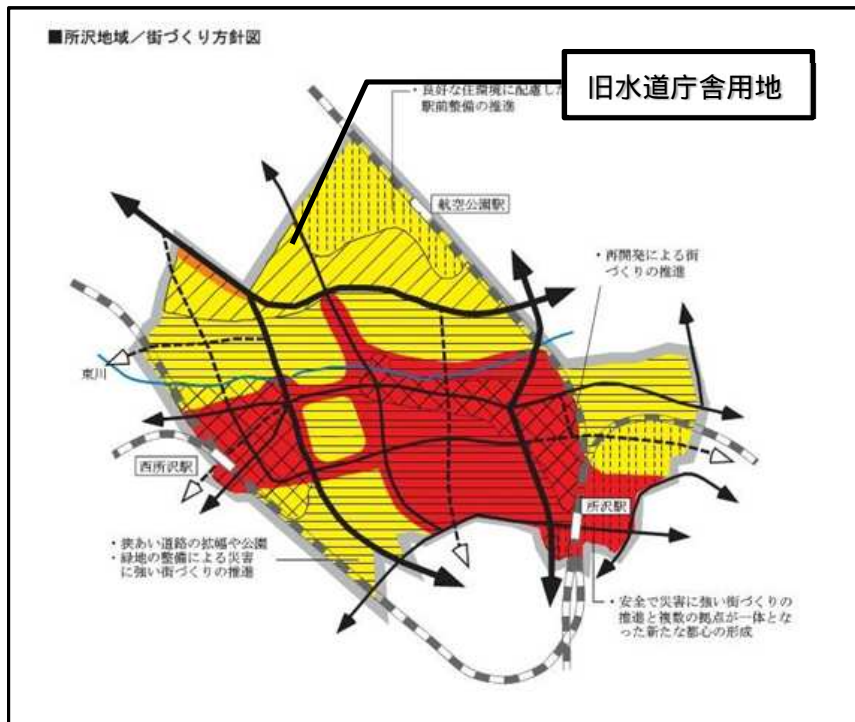 ■所沢地域／街づくり方針図
旧水道庁舎用地
・良好な住環境に配慮した
駅前整備の推進
航空公園駅
・再開発による街
づくりの推進
東川
西所沢駅
所沢駅
・狭あい道路の拡幅や公園
・緑地の整備による災害
に強い街づくりの推進
・安全で災害に強い街づくりの
推進と複数の拠点が一体とな
った新たな都心の形成